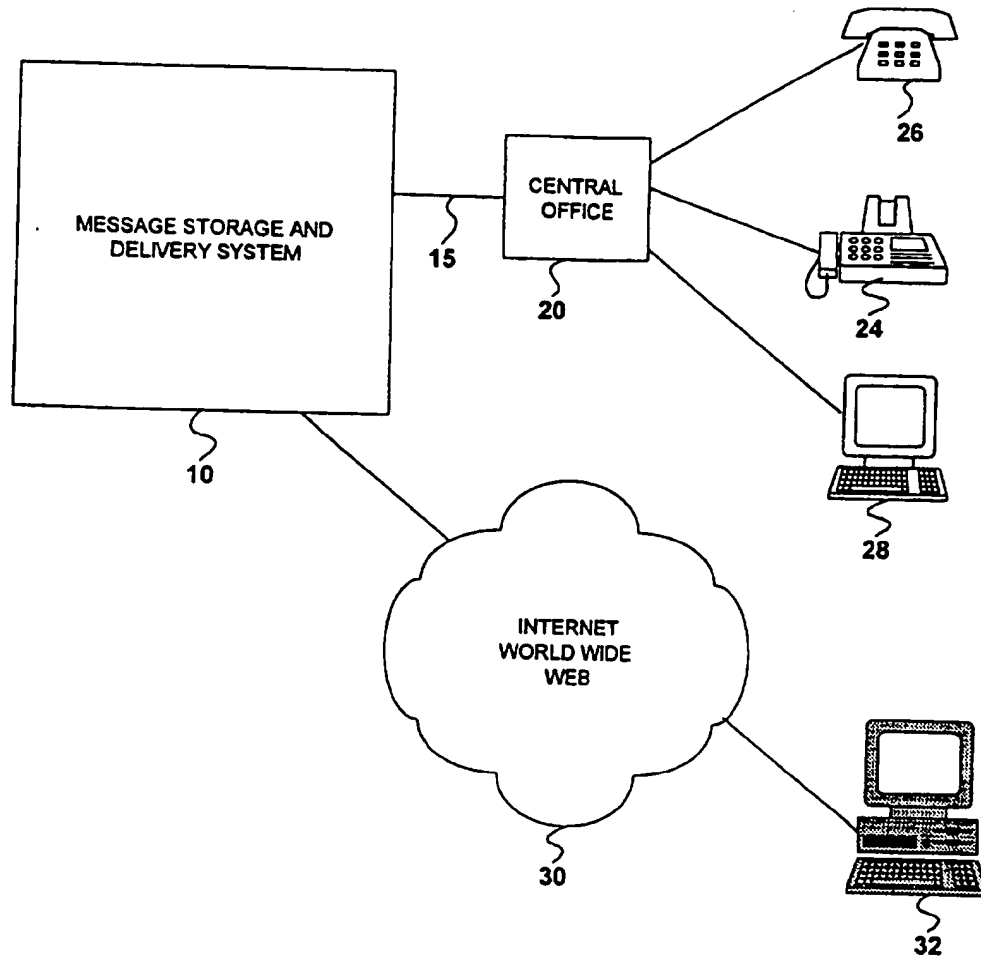 26
CENTRAL
OFFICE
MESSAGE STORAGE AND
DELIVERY SYSTEM
15
20
24
10
28
INTERNET
WORLD WIDE
WEB
30
32